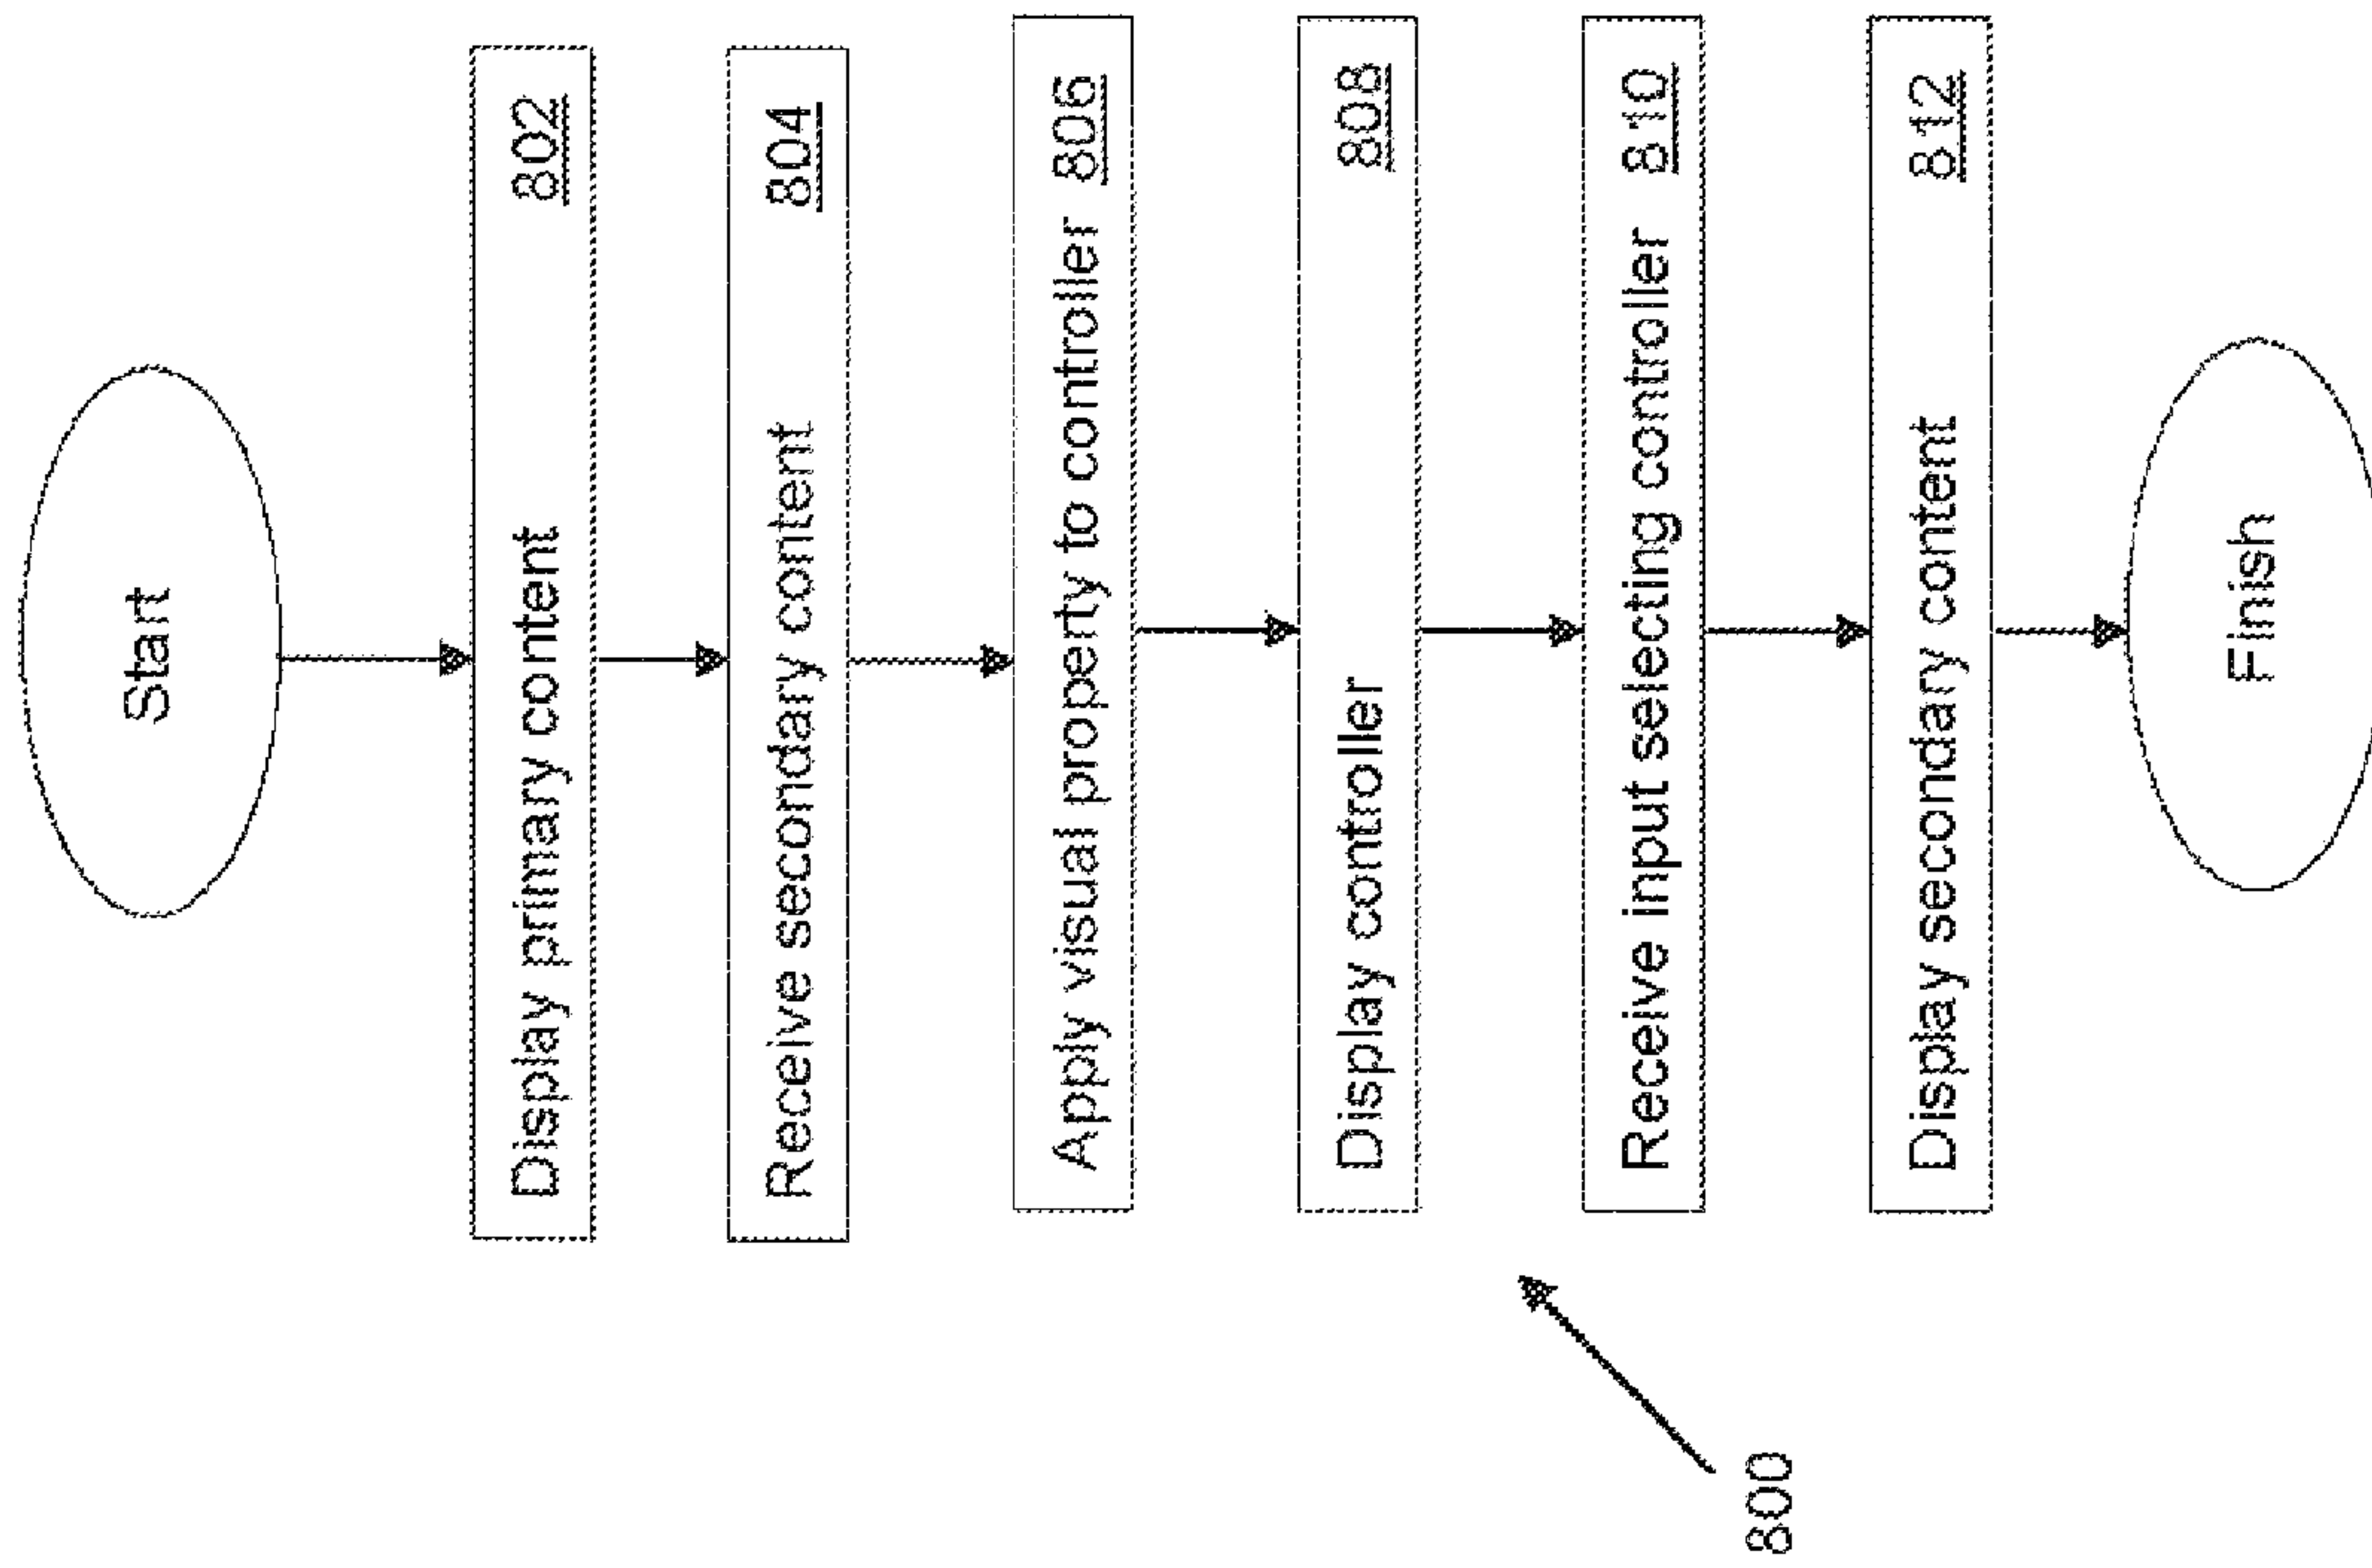 Start
Display primary content 802
Receive secondary content 804
Apply visual property to controller 806
Display controller 808
Receive input selecting controller 810
Display secondary content 812
Finish
800